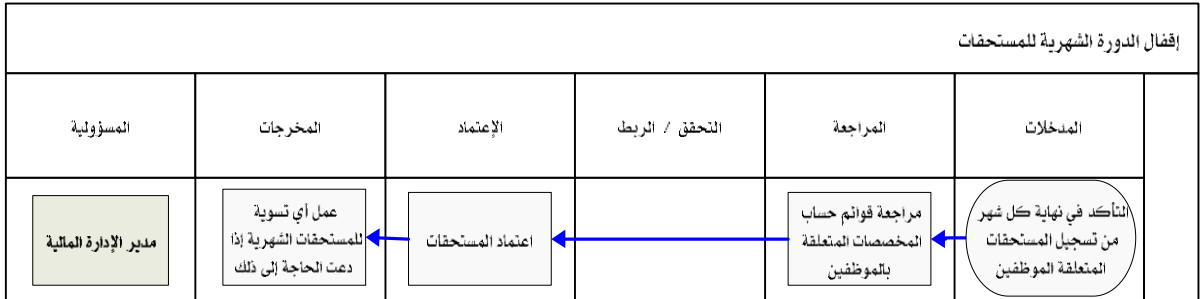 إقفال الدورة الشهرية للمستحقات
المدخلات
المراجعة
التحقق / الربط
الإعتماد
المخرجات
المسؤولية
التأكد في نهاية كل شهر
من تسجيل المستحقات
المتعلقة الموظفين
مراجعة قوائم حساب
المخصصات المتعلقة
بالموظفين
اعتماد المستحقات
عمل أي تسوية
للمستحقات الشهرية إذا
دعت الحاجة إلى ذلك
مدير الإدارة المالية